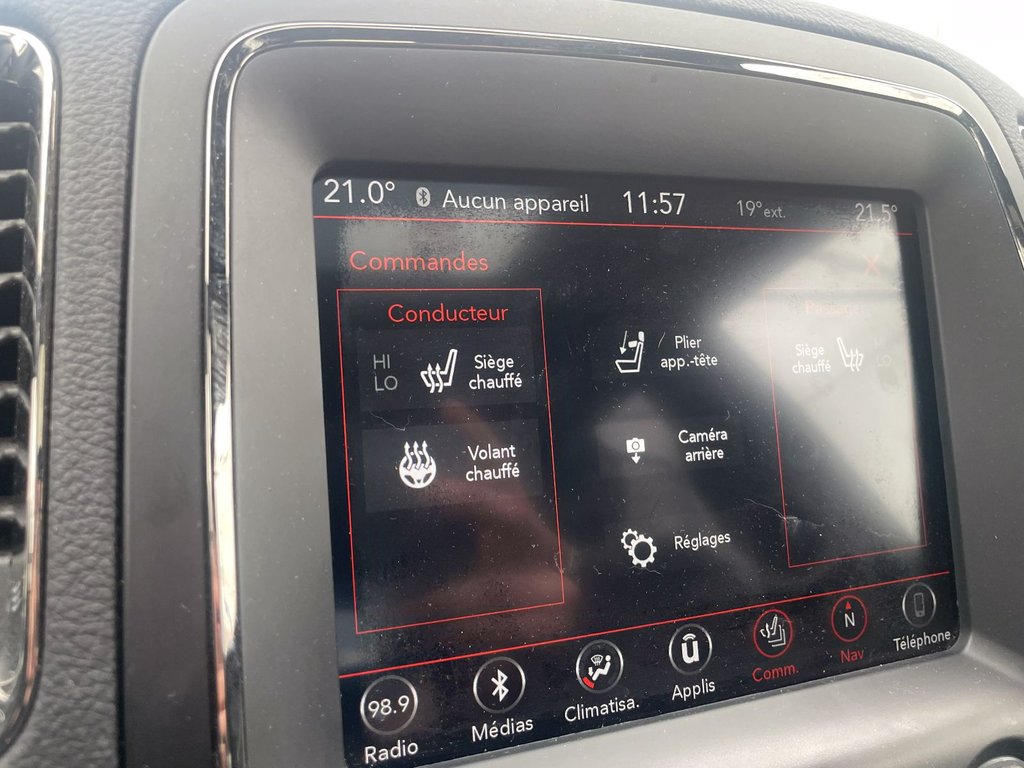 21.0° Aucun appareil 11:57 19°ext. 21.5°
Commandes
X
Conducteur
HI
LO
Siège
chauffé
Volant
chauffé
Plier
app.-tête
Caméra
arrière
Réglages
Siège
chauffé
LO
98.9
Radio
Médias
Climatisa.
Applis
Comm.
N
Nav
Téléphone